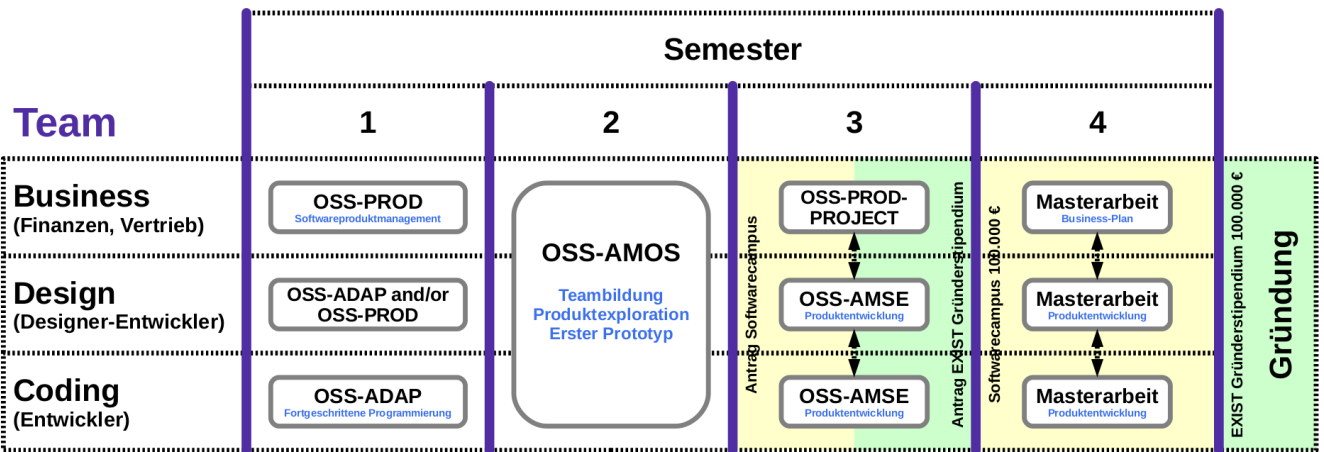 Semester
Team
1
2
3
4
Business
(Finanzen, Vertrieb)
OSS-PROD
Softwareproduktmanagement
OSS-PROD-
PROJECT
Masterarbeit
Business-Plan
Design
(Designer-Entwickler)
OSS-ADAP and/or
OSS-PROD
OSS-AMOS
Teambildung
Produktexploration
Erster Prototyp
OSS-AMSE
Produktentwicklung
Masterarbeit
Produktentwicklung
Coding
(Entwickler)
OSS-ADAP
Fortgeschrittene Programmierung
OSS-AMSE
Produktentwicklung
Masterarbeit
Produktentwicklung
Antrag Softwarecampus
Antrag EXIST Gründerstipendium
Softwarecampus 100.000 €
EXIST Gründerstipendium 100.000 €
Gründung